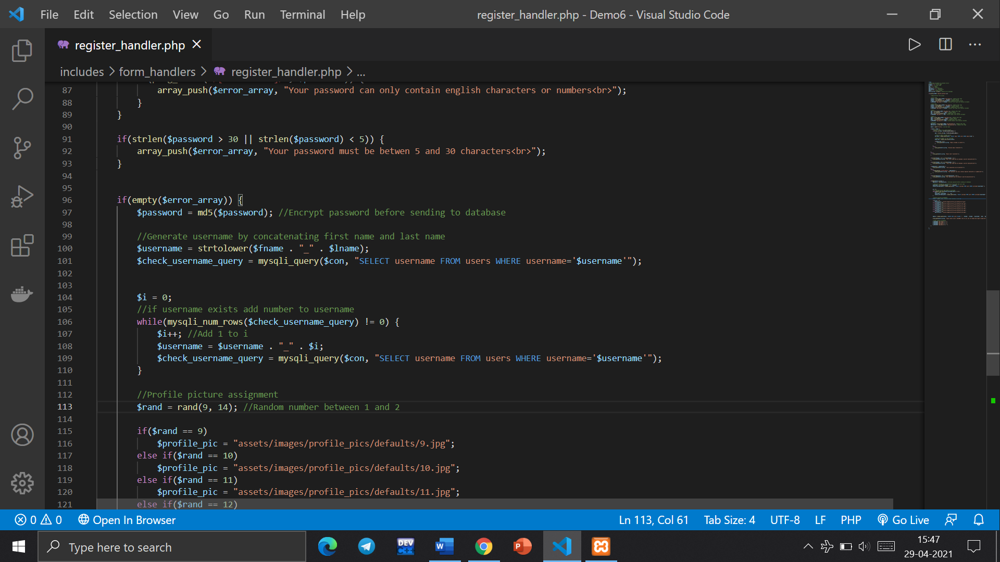 File Edit Selection View Go Run Terminal Help register_handler.php - Demo6 - Visual Studio Code
register_handler.php
includes > form_handlers > register_handler.php > ...
87 array_push($error_array, "Your password can only contain english characters or numbers<br>");
88 }
89 }
90
91 if(strlen($password > 30 || strlen($password) < 5)) {
92 array_push($error_array, "Your password must be betwen 5 and 30 characters<br>");
93 }
94
95
96 if(empty($error_array)) {
97 $password = md5($password); //Encrypt password before sending to database
98
99 //Generate username by concatenating first name and last name
100 $username = strtolower($fname . "_" . $lname);
101 $check_username_query = mysqli_query($con, "SELECT username FROM users WHERE username='$username'");
102
103
104 $i = 0;
105 //if username exists add number to username
106 while(mysqli_num_rows($check_username_query) != 0) {
107 $i++; //Add 1 to i
108 $username = $username . "_" . $i;
109 $check_username_query = mysqli_query($con, "SELECT username FROM users WHERE username='$username'");
110 }
111
112 //Profile picture assignment
113 $rand = rand(9, 14); //Random number between 1 and 2
114
115 if($rand == 9)
116 $profile_pic = "assets/images/profile_pics/defaults/9.jpg";
117 else if($rand == 10)
118 $profile_pic = "assets/images/profile_pics/defaults/10.jpg";
119 else if($rand == 11)
120 $profile_pic = "assets/images/profile_pics/defaults/11.jpg";
121 else if($rand == 12)
0 0 Open In Browser Ln 113, Col 61 Tab Size: 4 UTF-8 LF PHP Go Live
Type here to search DEV C++ W P 15:47
29-04-2021